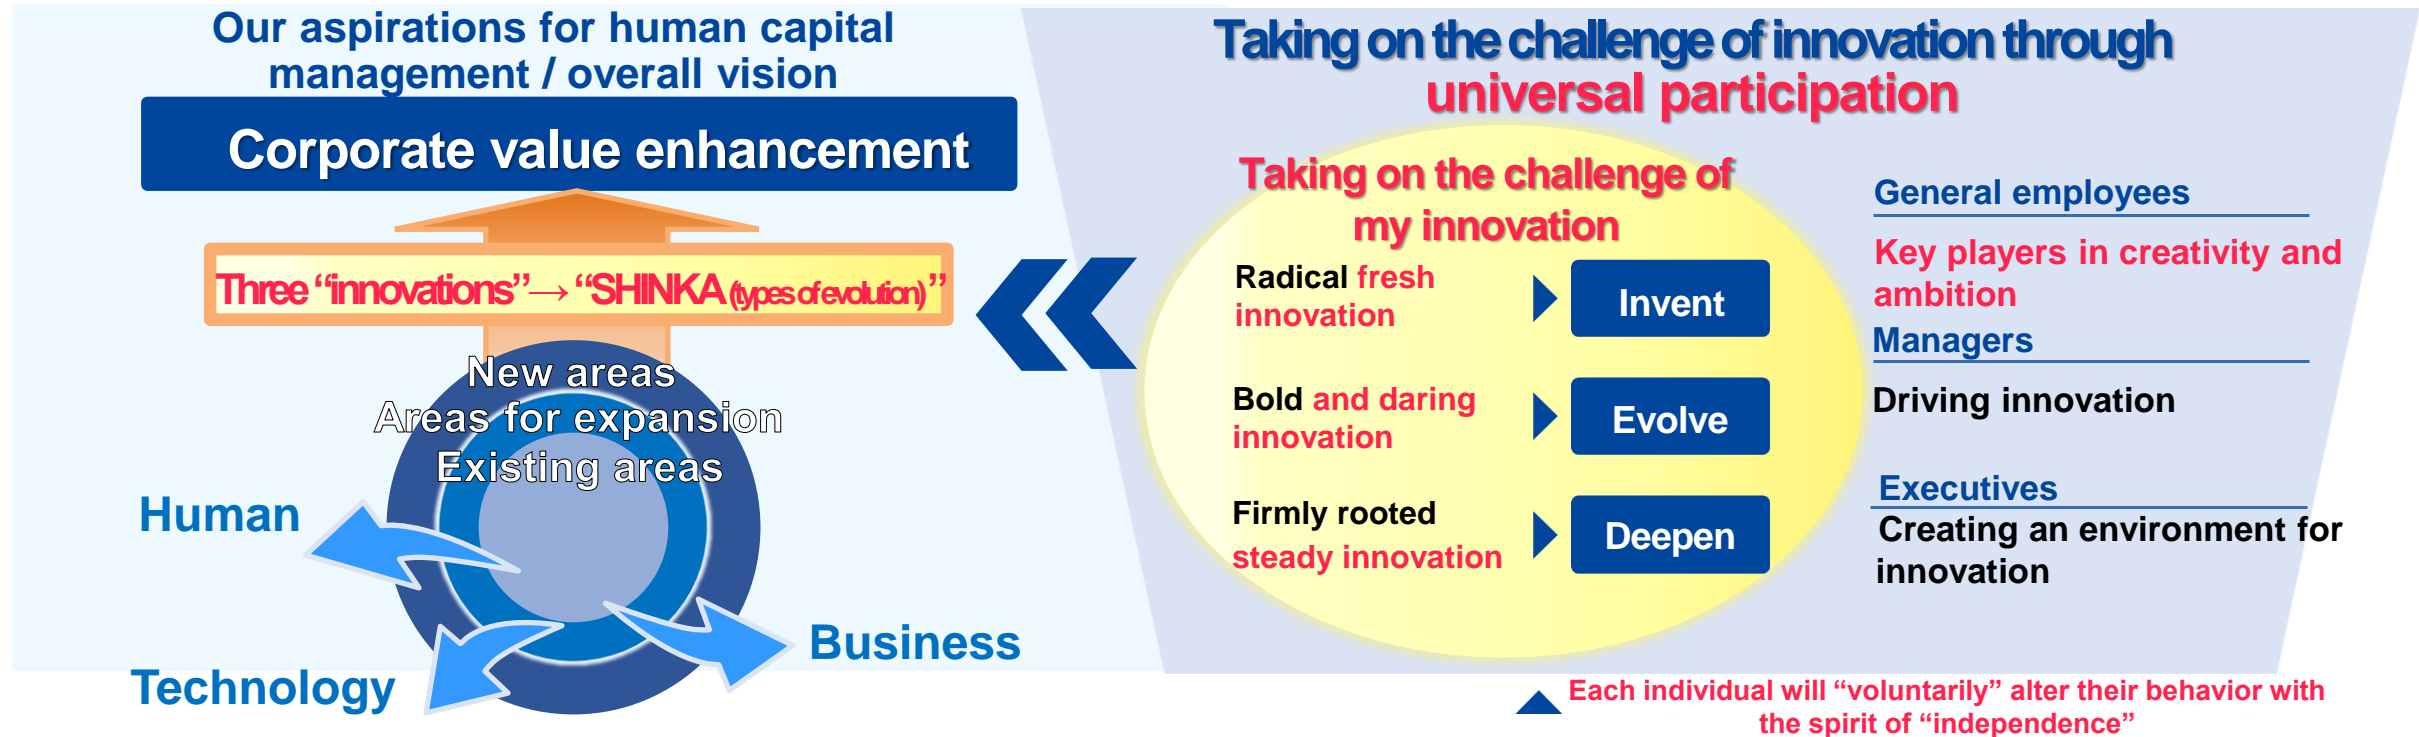 Our aspirations for human capital
management / overall vision
Corporate value enhancement
Three “innovations”→ “SHINKA (types of evolution)”
New areas
Areas for expansion
Existing areas
Human
Technology
Business
Taking on the challenge of innovation through
universal participation
Taking on the challenge of
my innovation
Radical fresh
innovation
Invent
Bold and daring
innovation
Evolve
Firmly rooted
steady innovation
Deepen
General employees
Key players in creativity and
ambition
Managers
Driving innovation
Executives
Creating an environment for
innovation
Each individual will “voluntarily” alter their behavior with
the spirit of “independence”